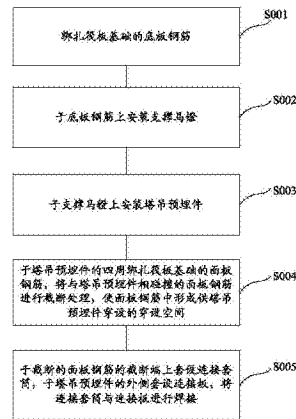 S001
绑扎筏板基础的底板钢筋
S002
于底板钢筋上安装支撑马镫
S003
于支撑马镫上安装塔吊预埋件
S004
于塔吊预埋件的四周绑扎筏板基础的面板
钢筋，将与塔吊预埋件相碰撞的面板钢筋
进行截断处理，使面板钢筋中形成供塔吊
预埋件穿设的穿设空间
S005
于截断的面板钢筋的截断端上套设连接套
筒，于塔吊预埋件的外侧套设连接板，将
连接套筒与连接板进行焊接